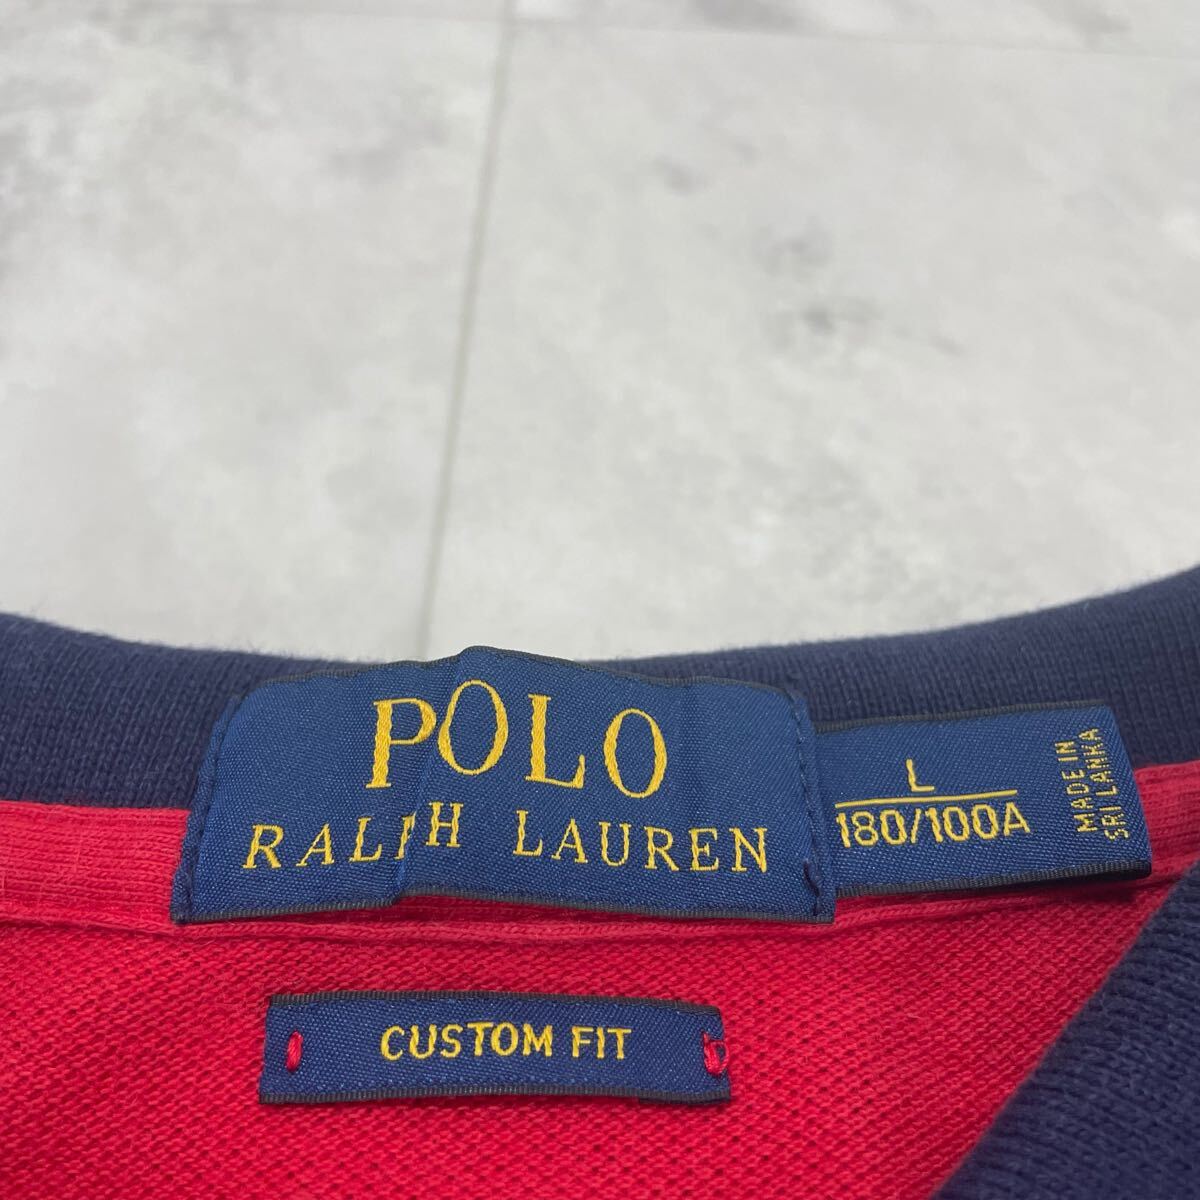 POLO
RALPH LAUREN
L
180/100A
MADE IN
SRI LANKA
CUSTOM FIT